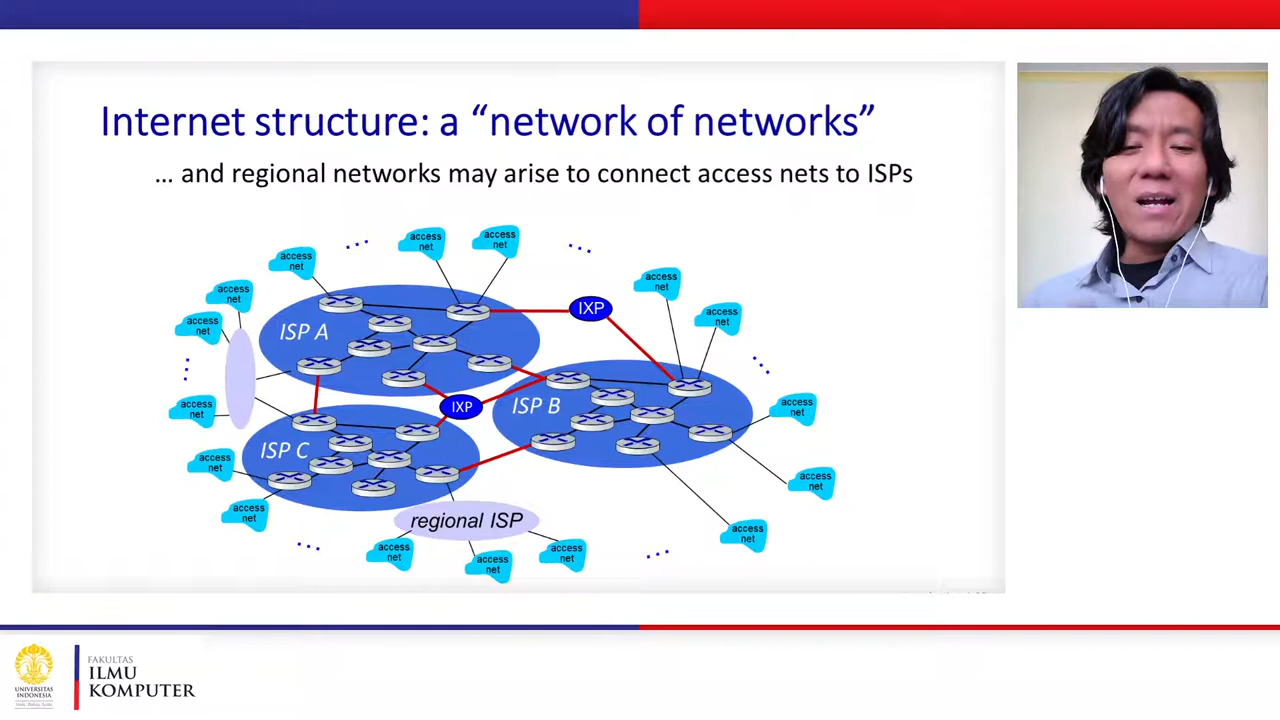 Internet structure: a “network of networks”
... and regional networks may arise to connect access nets to ISPs
access
net
access
net
access
net
access
net
access
net
access
net
access
net
ISP A
IXP
access
net
access
net
IXP
ISP B
access
net
access
net
ISP C
access
net
access
net
regional ISP
access
net
access
net
access
net
access
net
UNIVERSITAS
INDONESIA
FAKULTAS
ILMU
KOMPUTER